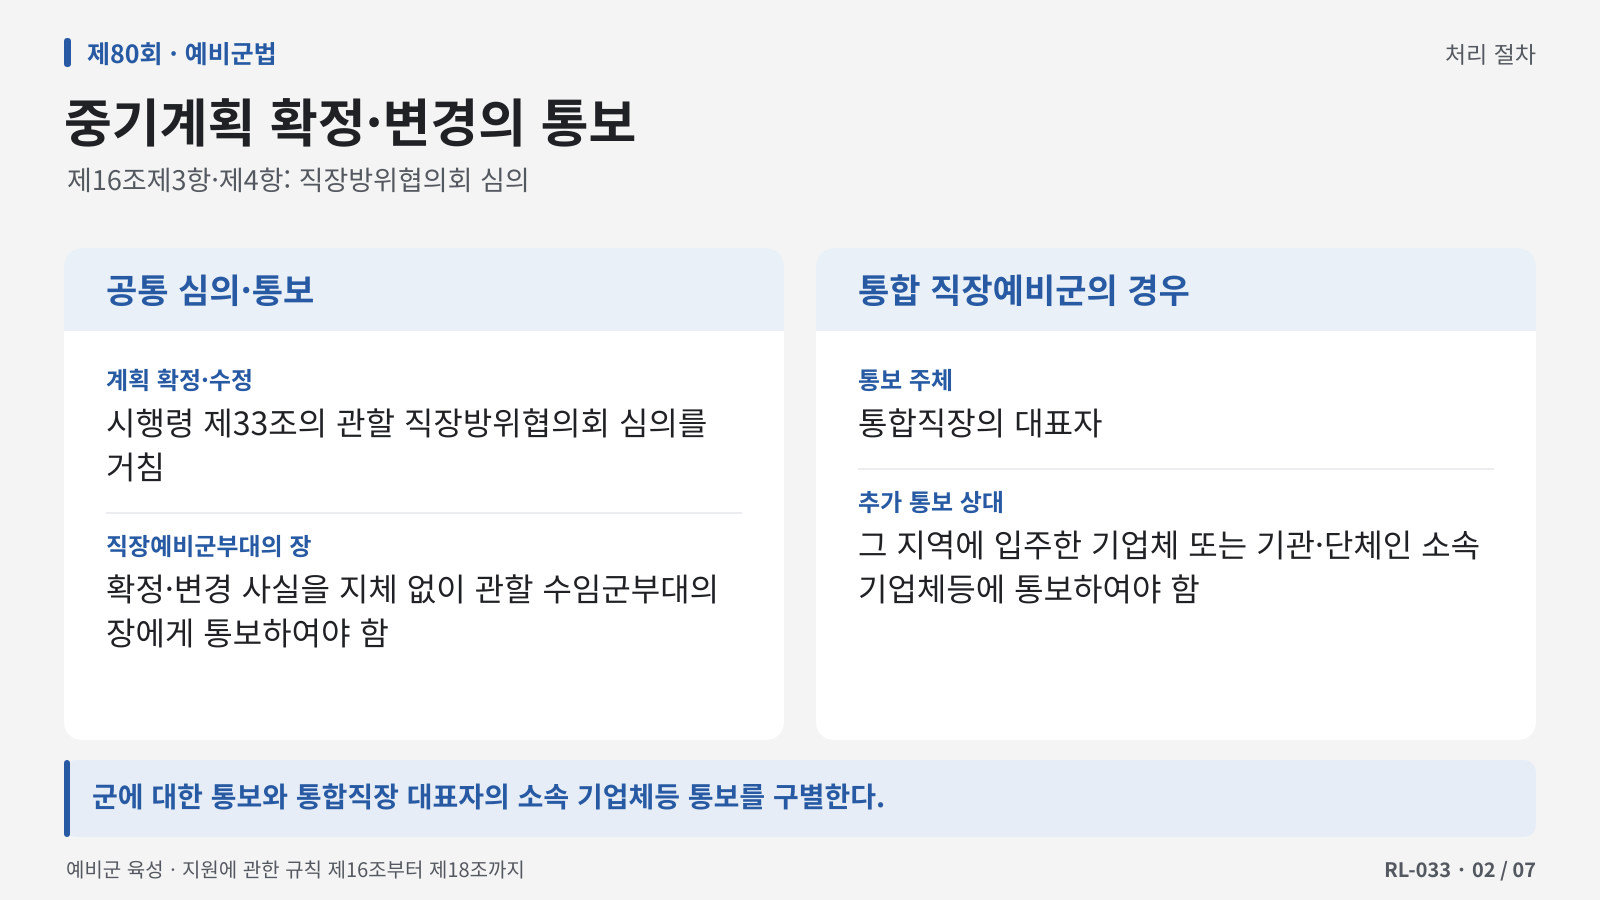 제80회 · 예비군법
처리 절차
중기계획 확정·변경의 통보
제16조제3항·제4항: 직장방위협의회 심의
공통 심의·통보
계획 확정·수정
시행령 제33조의 관할 직장방위협의회 심의를
거침
직장예비군부대의 장
확정·변경 사실을 지체 없이 관할 수임군부대의
장에게 통보하여야 함
통합 직장예비군의 경우
통보 주체
통합직장의 대표자
추가 통보 상대
그 지역에 입주한 기업체 또는 기관·단체인 소속
기업체등에 통보하여야 함
군에 대한 통보와 통합직장 대표자의 소속 기업체등 통보를 구별한다.
예비군 육성 · 지원에 관한 규칙 제16조부터 제18조까지
RL-033 · 02 / 07